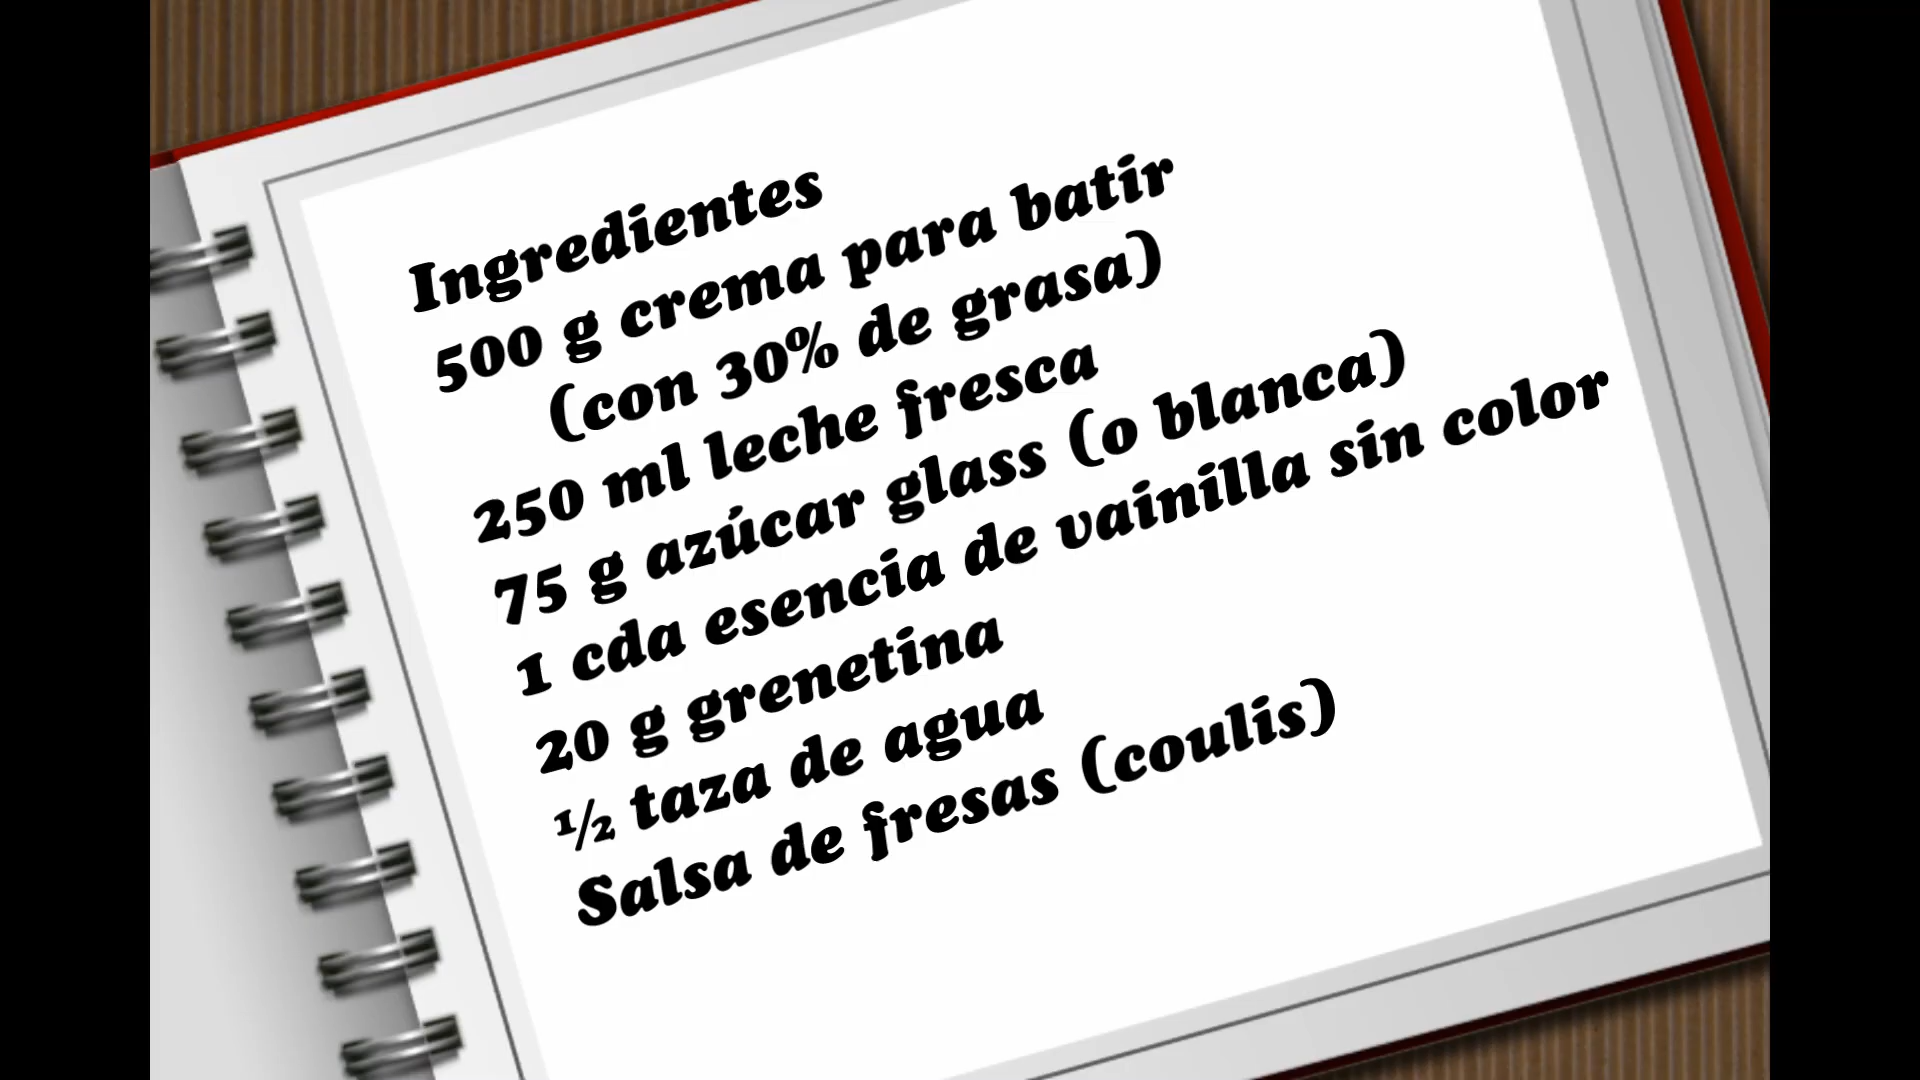 Ingredientes
500 g crema para batir
(con 30% de grasa)
250 ml leche fresca
75 g azúcar glass (o blanca)
1 cda esencia de vainilla sin color
20 g grenetina
½ taza de agua
Salsa de fresas (coulis)